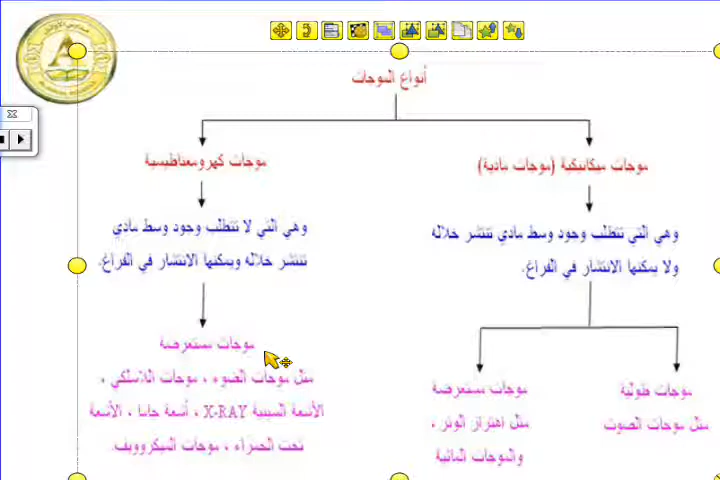 أنواع الموجات
موجات ميكانيكية (موجات مادية)
وهي التي تتطلب وجود وسط مادي تنتشر خلاله
ولا يمكنها الانتشار في الفراغ.
موجات طولية
مثل موجات الصوت
موجات مستعرضة
مثل اهتزاز الوتر ،
والموجات المائية
موجات كهرومغناطيسية
وهي التي لا تتطلب وجود وسط مادي
تنتشر خلاله ويمكنها الانتشار في الفراغ.
موجات مستعرضة
مثل موجات الضوء ، موجات اللاسلكي ،
الأشعة السينية X-RAY ، أشعة جاما ، الأشعة
تحت الحمراء ، موجات الميكروويف.